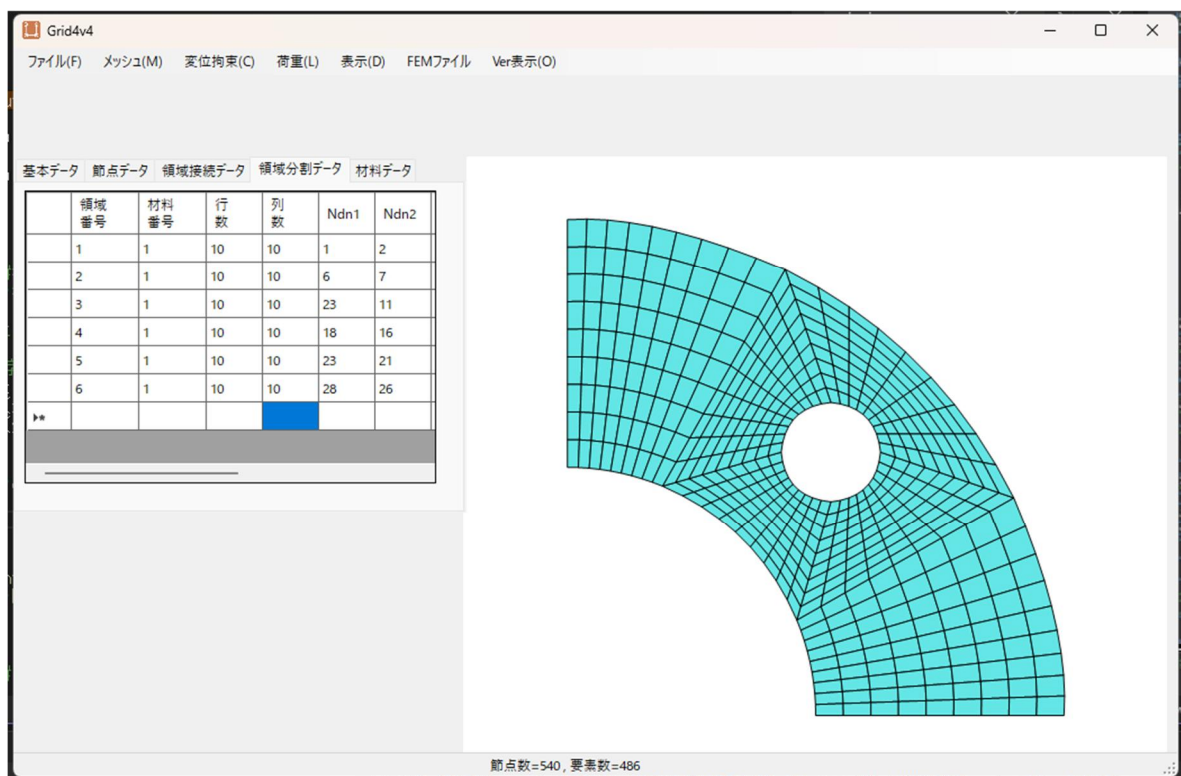 Grid4v4
ファイル(F) メッシュ(M) 変位拘束(C) 荷重(L) 表示(D) FEMファイル Ver表示(O)
基本データ 節点データ 領域接続データ 領域分割データ 材料データ
領域番号 材料番号 行数 列数 Ndn1 Ndn2
1 1 10 10 1 2
2 1 10 10 6 7
3 1 10 10 23 11
4 1 10 10 18 16
5 1 10 10 23 21
6 1 10 10 28 26
節点数=540 , 要素数=486